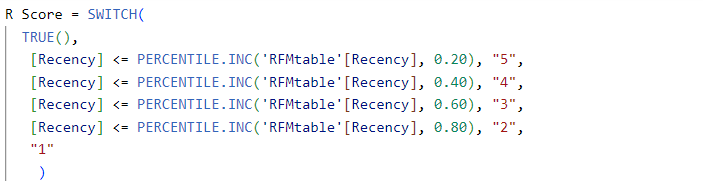 R Score = SWITCH(
TRUE(),
[Recency] <= PERCENTILE.INC('RFMtable'[Recency], 0.20), "5",
[Recency] <= PERCENTILE.INC('RFMtable'[Recency], 0.40), "4",
[Recency] <= PERCENTILE.INC('RFMtable'[Recency], 0.60), "3",
[Recency] <= PERCENTILE.INC('RFMtable'[Recency], 0.80), "2",
"1"
)